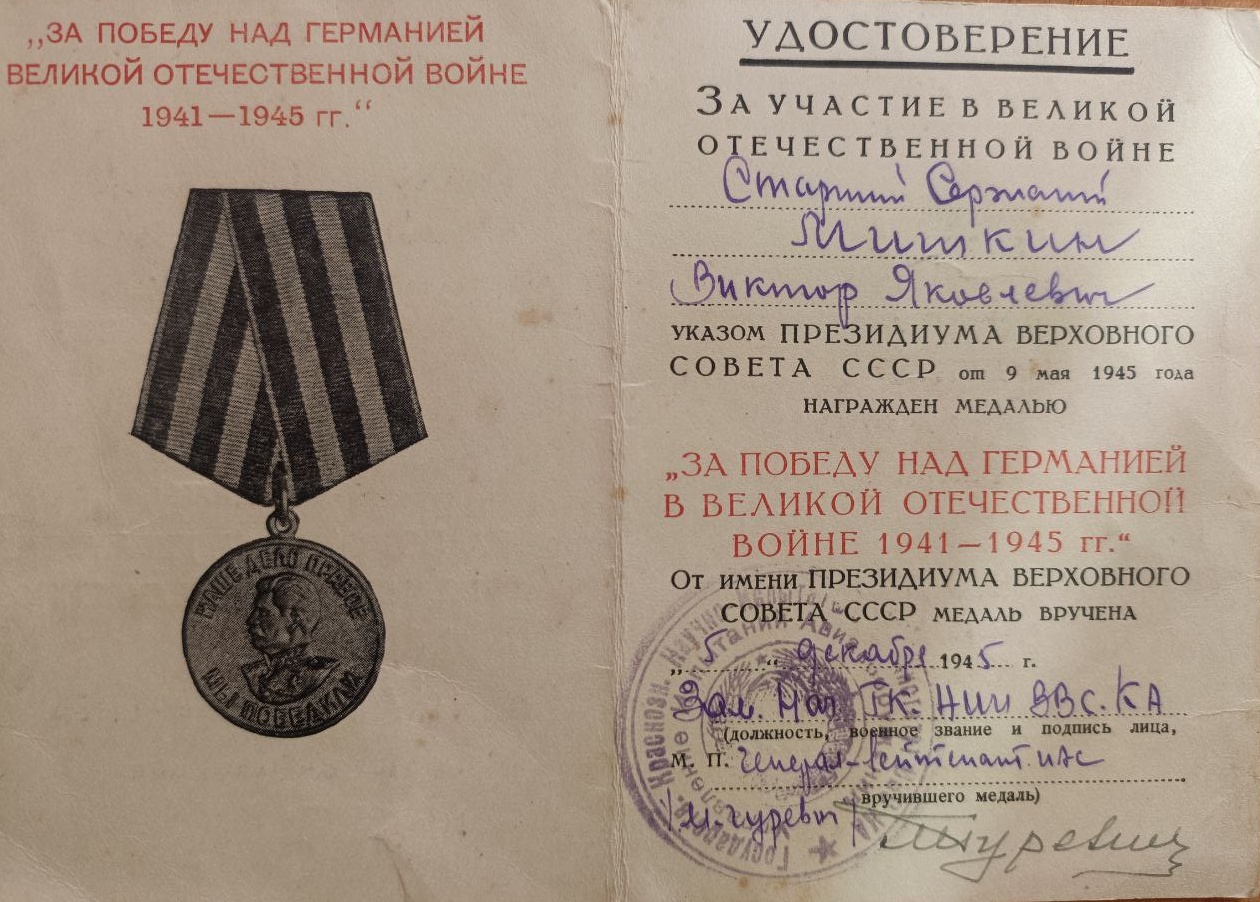 „ЗА ПОБЕДУ НАД ГЕРМАНИЕЙ
ВЕЛИКОЙ ОТЕЧЕСТВЕННОЙ ВОЙНЕ
1941—1945 гг.“
НАШЕ ДЕЛО ПРАВОЕ
МЫ ПОБЕДИЛИ
УДОСТОВЕРЕНИЕ
ЗА УЧАСТИЕ В ВЕЛИКОЙ
ОТЕЧЕСТВЕННОЙ ВОЙНЕ
Старший Сержант
Мишкин
Виктор Яковлевич
УКАЗОМ ПРЕЗИДИУМА ВЕРХОВНОГО
СОВЕТА СССР от 9 мая 1945 года
НАГРАЖДЕН МЕДАЛЬЮ
„ЗА ПОБЕДУ НАД ГЕРМАНИЕЙ
В ВЕЛИКОЙ ОТЕЧЕСТВЕННОЙ
ВОЙНЕ 1941—1945 гг.“
От имени ПРЕЗИДИУМА ВЕРХОВНОГО
СОВЕТА СССР МЕДАЛЬ ВРУЧЕНА
„5“ декабря 1945 г.
Зам. Нач ГК. НИИ ВВС. КА
(должность, военное звание и подпись лица,
М. П. Генерал-лейтенант. ИАС
вручившего медаль)
/М. Гуревич/ Гуревич